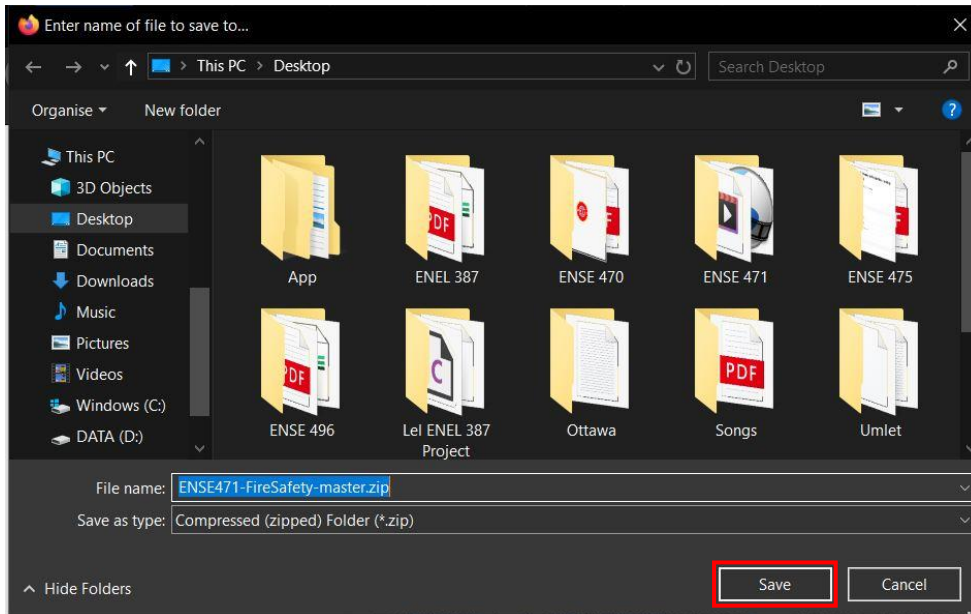 Enter name of file to save to...
This PC > Desktop
Search Desktop
Organise
New folder
?
This PC
3D Objects
Desktop
Documents
Downloads
Music
Pictures
Videos
Windows (C:)
DATA (D:)
App
PDF
ENEL 387
ENSE 470
ENSE 471
ENSE 475
PDF
ENSE 496
C
Lel ENEL 387
Project
Ottawa
PDF
Songs
Umlet
File name: ENSE471-FireSafety-master.zip
Save as type: Compressed (zipped) Folder (*.zip)
Hide Folders
Save
Cancel